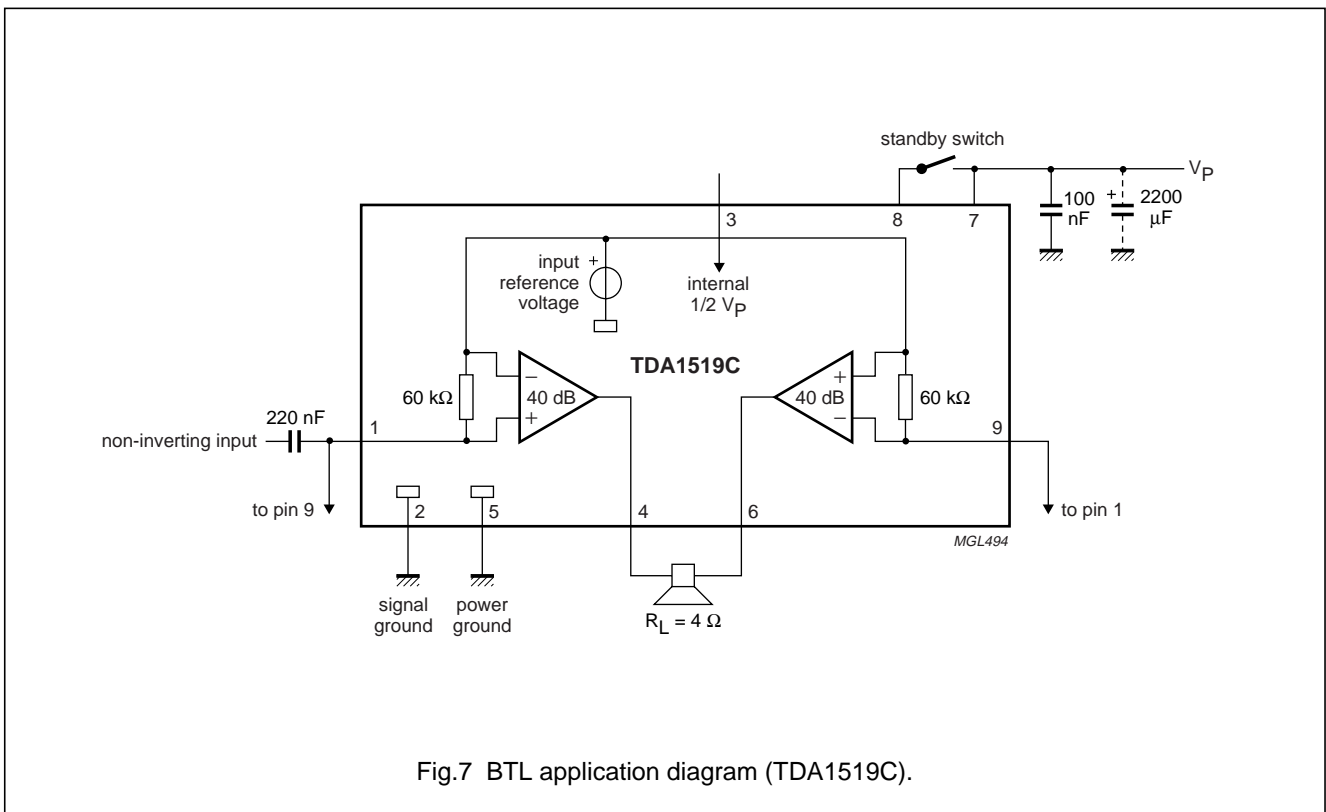 standby switch
V_P
100
nF
+
2200
μF
3
8
7
input
reference
voltage
+
internal
1/2 V_P
TDA1519C
60 kΩ
−
40 dB
+
+
40 dB
−
60 kΩ
220 nF
non-inverting input
1
9
to pin 9
2
5
4
6
to pin 1
MGL494
signal
ground
power
ground
R_L = 4 Ω
Fig.7 BTL application diagram (TDA1519C).